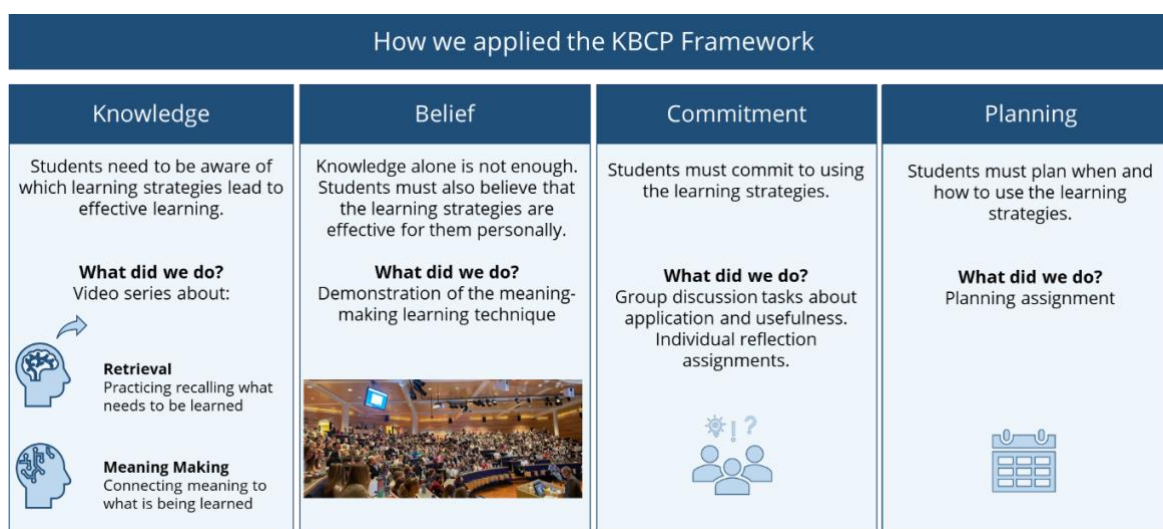 How we applied the KBCP Framework
Knowledge
Students need to be aware of
which learning strategies lead to
effective learning.
What did we do?
Video series about:
Retrieval
Practicing recalling what
needs to be learned
Meaning Making
Connecting meaning to
what is being learned
Belief
Knowledge alone is not enough.
Students must also believe that
the learning strategies are
effective for them personally.
What did we do?
Demonstration of the meaning-
making learning technique
Commitment
Students must commit to using
the learning strategies.
What did we do?
Group discussion tasks about
application and usefulness.
Individual reflection
assignments.
! ?
Planning
Students must plan when and
how to use the learning
strategies.
What did we do?
Planning assignment